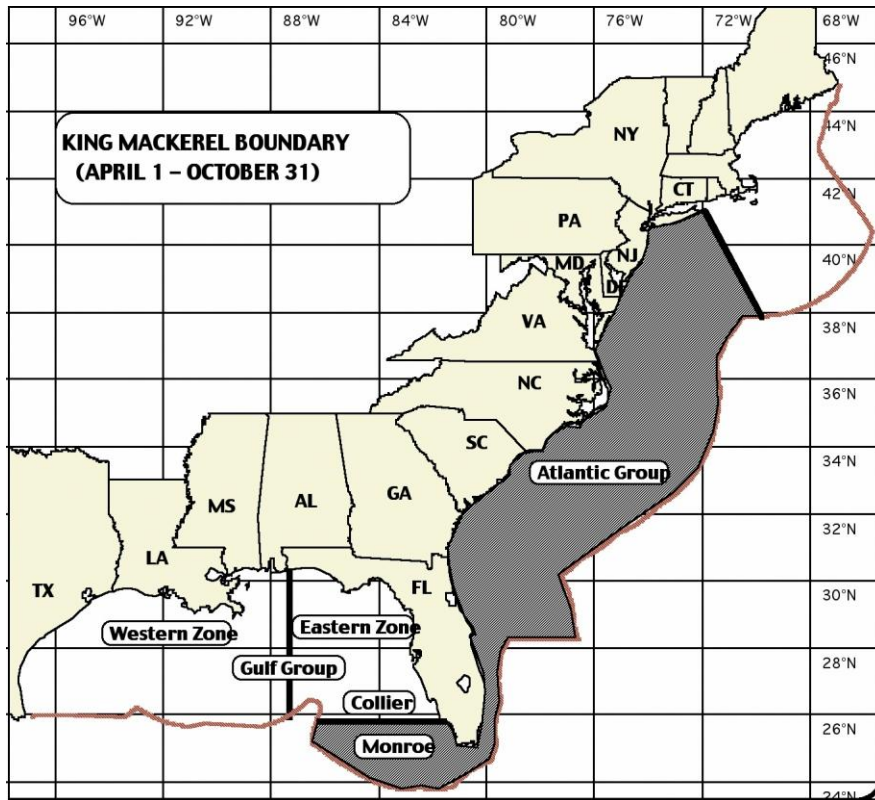 96°W 92°W 88°W 84°W 80°W 76°W 72°W 68°W
46°N
KING MACKEREL BOUNDARY
(APRIL 1 – OCTOBER 31)
44°N
NY
42°N
CT
PA
40°N
NJ
MD
DE
38°N
VA
36°N
NC
SC
34°N
Atlantic Group
MS
AL
GA
32°N
LA
TX
FL
30°N
Western Zone
Eastern Zone
28°N
Gulf Group
Collier
26°N
Monroe
24°N